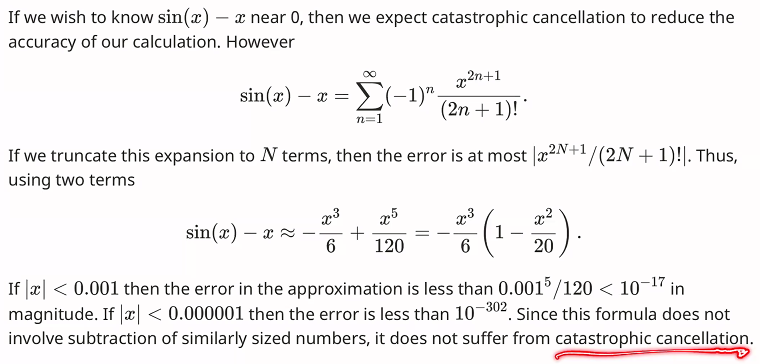 If we wish to know sin(x) − x near 0, then we expect catastrophic cancellation to reduce the
accuracy of our calculation. However
sin(x) − x = ∑_{n=1}^{∞} (−1)^n x^{2n+1}/(2n + 1)!.
If we truncate this expansion to N terms, then the error is at most |x^{2N+1}/(2N + 1)!|. Thus,
using two terms
sin(x) − x ≈ −x^3/6 + x^5/120 = −x^3/6 (1 − x^2/20).
If |x| < 0.001 then the error in the approximation is less than 0.001^5/120 < 10^{−17} in
magnitude. If |x| < 0.000001 then the error is less than 10^{−302}. Since this formula does not
involve subtraction of similarly sized numbers, it does not suffer from catastrophic cancellation.